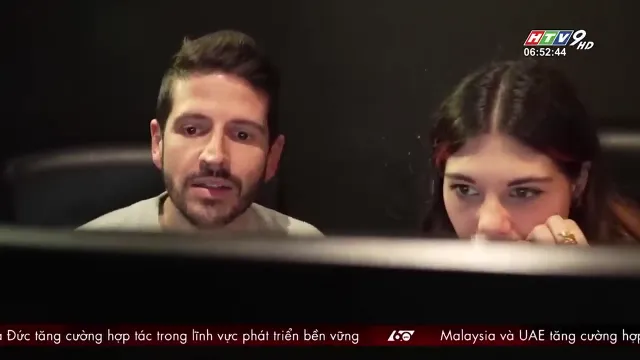 HTV9 HD
06:52:44
Đức tăng cường hợp tác trong lĩnh vực phát triển bền vững 60 Malaysia và UAE tăng cường hợp